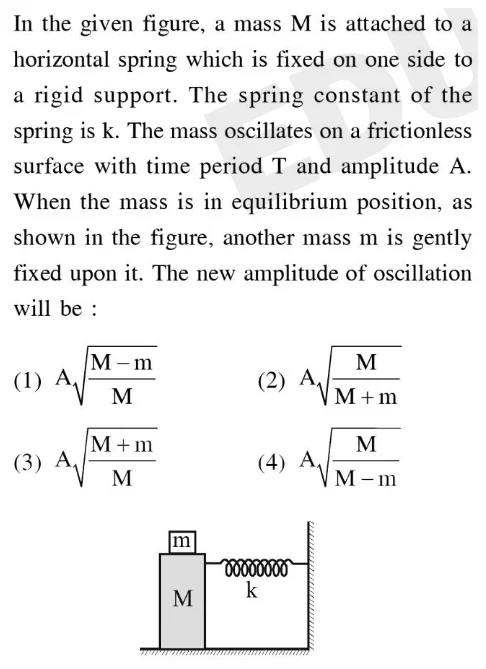 In the given figure, a mass M is attached to a
horizontal spring which is fixed on one side to
a rigid support. The spring constant of the
spring is k. The mass oscillates on a frictionless
surface with time period T and amplitude A.
When the mass is in equilibrium position, as
shown in the figure, another mass m is gently
fixed upon it. The new amplitude of oscillation
will be :
(1) A√((M − m)/M) (2) A√(M/(M + m))
(3) A√((M + m)/M) (4) A√(M/(M − m))
m
M
k
EDU